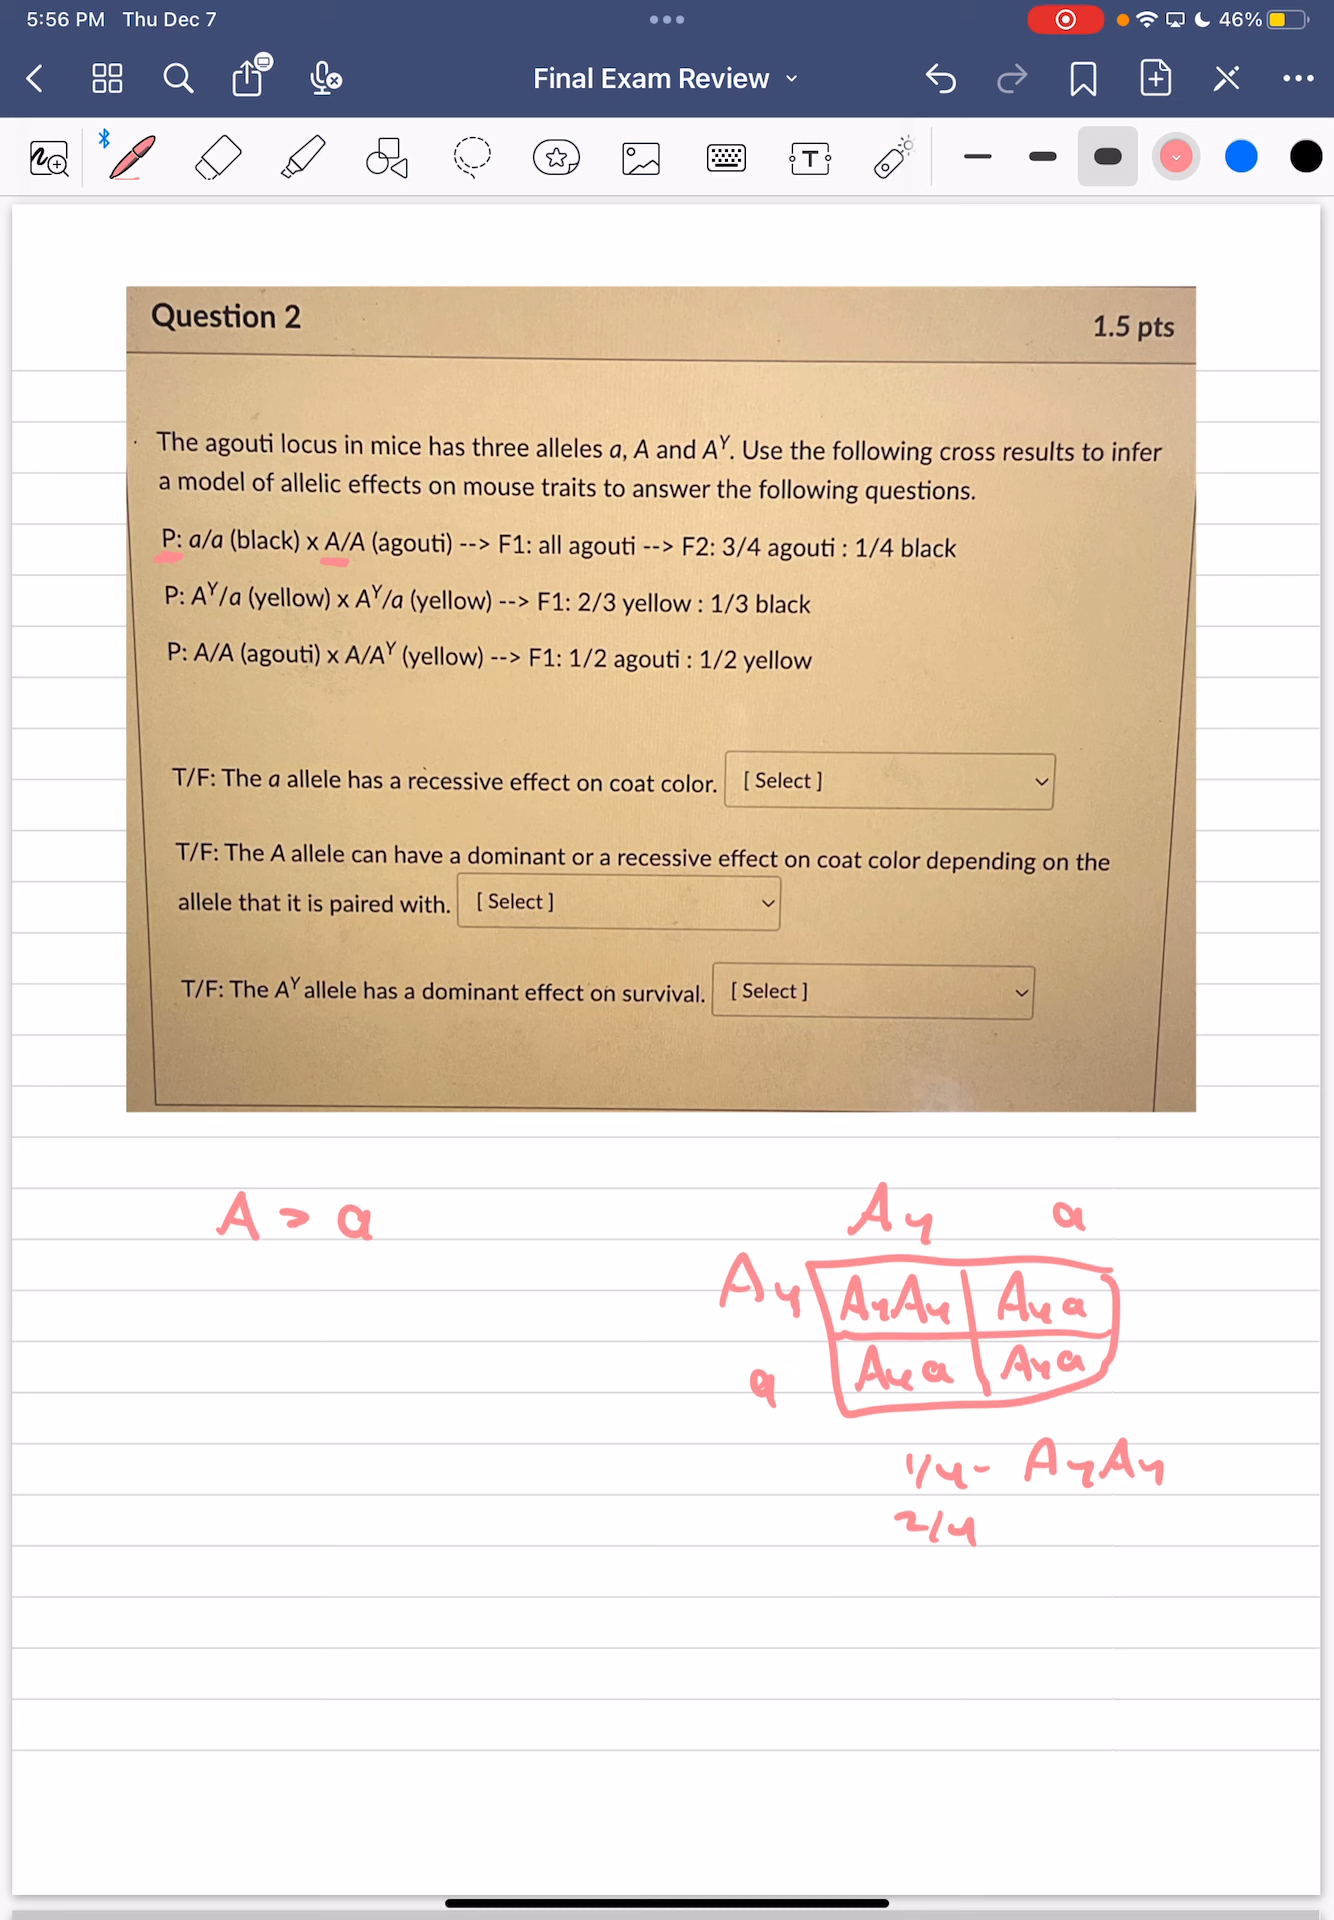 5:56 PM Thu Dec 7
46%
Final Exam Review
T
Question 2
1.5 pts
The agouti locus in mice has three alleles a, A and A^Y. Use the following cross results to infer
a model of allelic effects on mouse traits to answer the following questions.
P: a/a (black) x A/A (agouti) --> F1: all agouti --> F2: 3/4 agouti : 1/4 black
P: A^Y/a (yellow) x A^Y/a (yellow) --> F1: 2/3 yellow : 1/3 black
P: A/A (agouti) x A/A^Y (yellow) --> F1: 1/2 agouti : 1/2 yellow
T/F: The a allele has a recessive effect on coat color. [ Select ]
T/F: The A allele can have a dominant or a recessive effect on coat color depending on the
allele that it is paired with. [ Select ]
T/F: The A^Y allele has a dominant effect on survival. [ Select ]
A > a
Ay a
Ay AyAy Aya
a Aya Aya
1/4 - AyAy
2/4